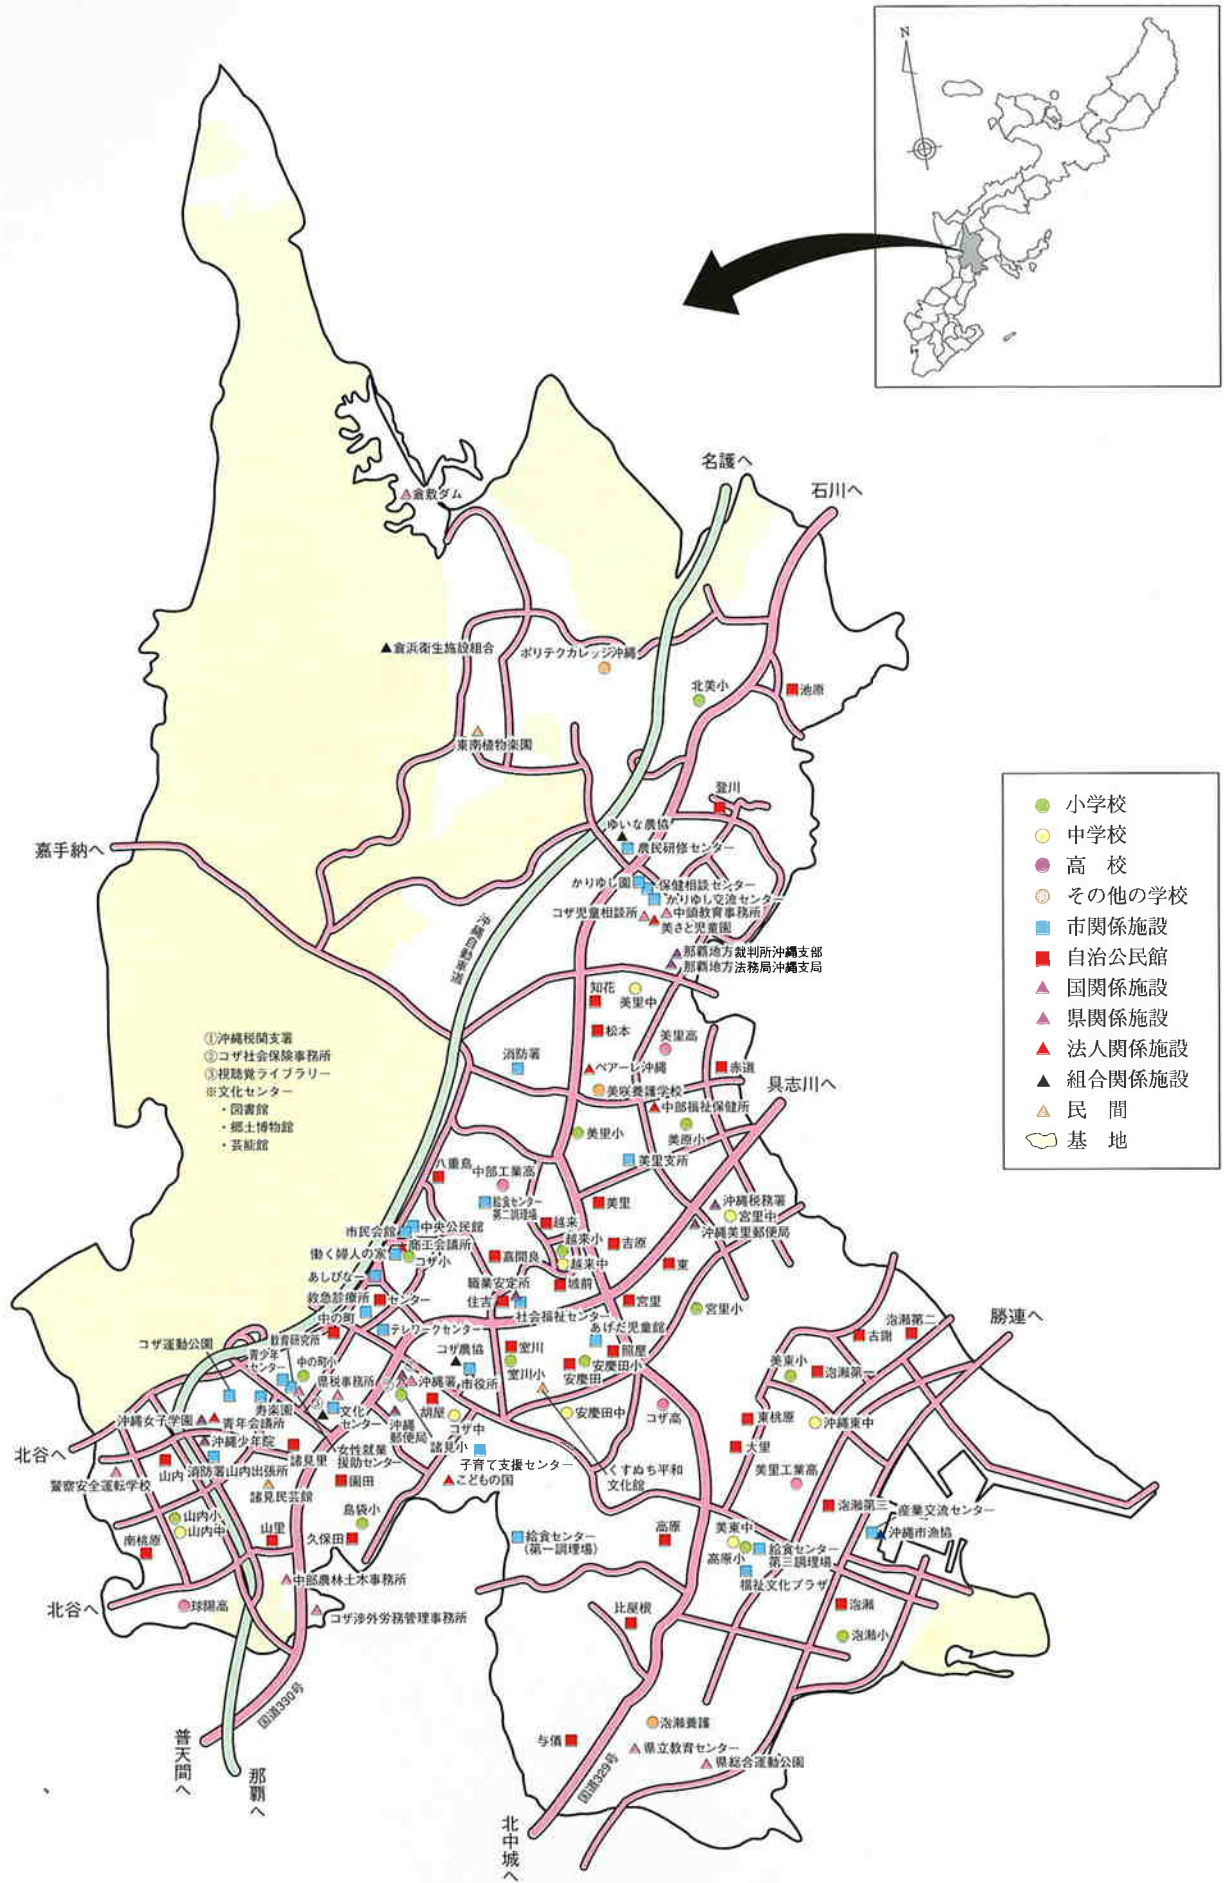 N
名護へ
石川へ
倉敷ダム
倉浜衛生施設組合
ポリテクカレッジ沖縄
北美小
池原
東南植物楽園
登川
ゆいな農協
農民研修センター
嘉手納へ
かりゆし園
保健相談センター
かりゆし交流センター
コザ児童相談所
中頭教育事務所
美さと児童園
沖縄自動車道
那覇地方裁判所沖縄支部
那覇地方法務局沖縄支局
知花
美里中
松本
美里高
消防署
ペアーレ沖縄
赤道
美咲養護学校
具志川へ
中部福祉保健所
美里小
美原小
美里支所
①沖縄税関支署
②コザ社会保険事務所
③視聴覚ライブラリー
※文化センター
・図書館
・郷土博物館
・芸能館
小学校
中学校
高　校
その他の学校
市関係施設
自治公民館
国関係施設
県関係施設
法人関係施設
組合関係施設
民　間
基　地
八重島
中部工業高
給食センター
第二調理場
美里
沖縄税務署
宮里中
沖縄美里郵便局
市民会館
中央公民館
越来
商工会議所
越来小
吉原
働く婦人の家
コザ小
嘉間良
越来中
東
あしびなー
職業安定所
城前
救急診療所
センター
住吉
宮里
宮里小
社会福祉センター
中の町
テレワークセンター
あげだ児童館
泡瀬第二
勝連へ
コザ運動公園
教育研究所
コザ農協
室川
照屋
古謝
青少年
センター
中の町小
県税事務所
沖縄署
市役所
室川小
安慶田
安慶田小
美東小
泡瀬第一
沖縄女子学園
青年会議所
寿楽園
③
文化
センター
沖縄
郵便局
胡屋
コザ中
安慶田中
コザ高
東桃原
沖縄東中
沖縄少年院
諸見里
女性就業
援助センター
諸見小
子育て支援センター
大里
北谷へ
山内
消防署山内出張所
園田
こどもの国
くすぬち平和
文化館
美里工業高
警察安全運転学校
諸見民芸館
島袋小
泡瀬第三
産業交流センター
山内小
山内中
山里
久保田
給食センター
(第一調理場)
高原
美東中
沖縄市漁協
南桃原
高原小
給食センター
第三調理場
福祉文化プラザ
中部農林土木事務所
北谷へ
球陽高
コザ渉外労務管理事務所
比屋根
泡瀬
泡瀬小
国道330号
普天間へ
那覇へ
与儀
泡瀬養護
県立教育センター
県総合運動公園
国道329号
北中城へ